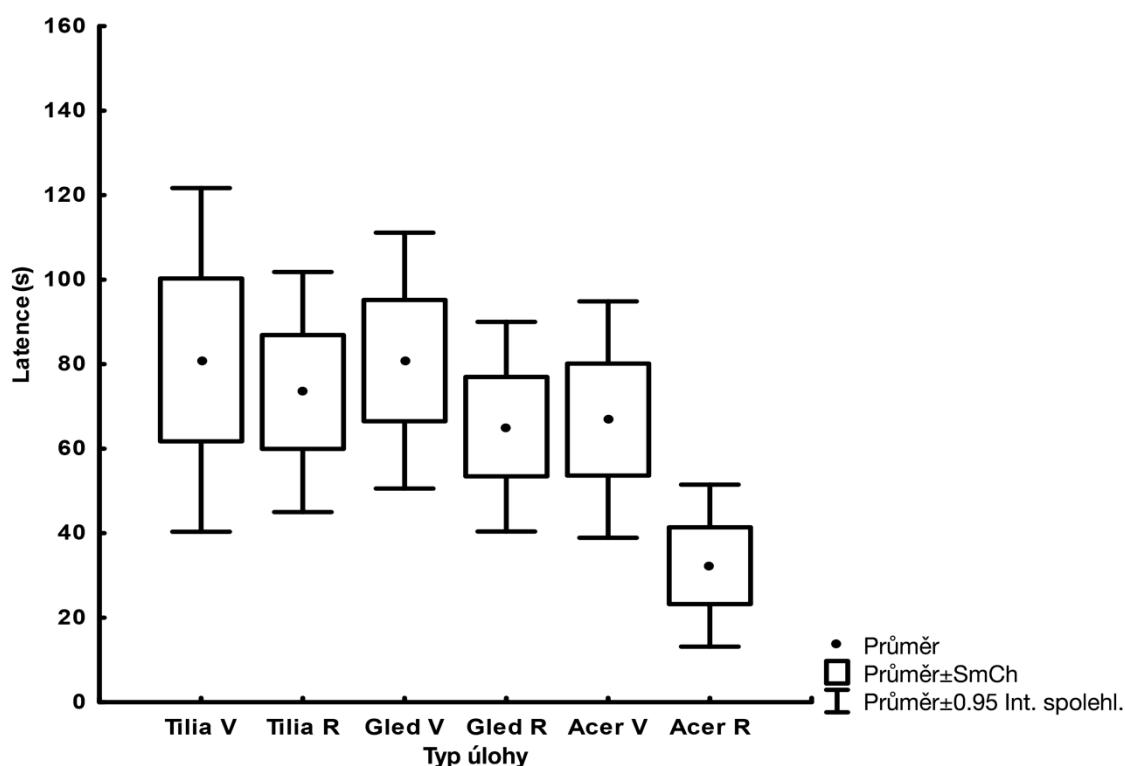 160
140
120
100
80
60
40
20
0
Latence(s)
Tilia V Tilia R Gled V Gled R Acer V Acer R
Typ úlohy
Průměr
Průměr±SmCh
Průměr±0.95 Int. spolehl.